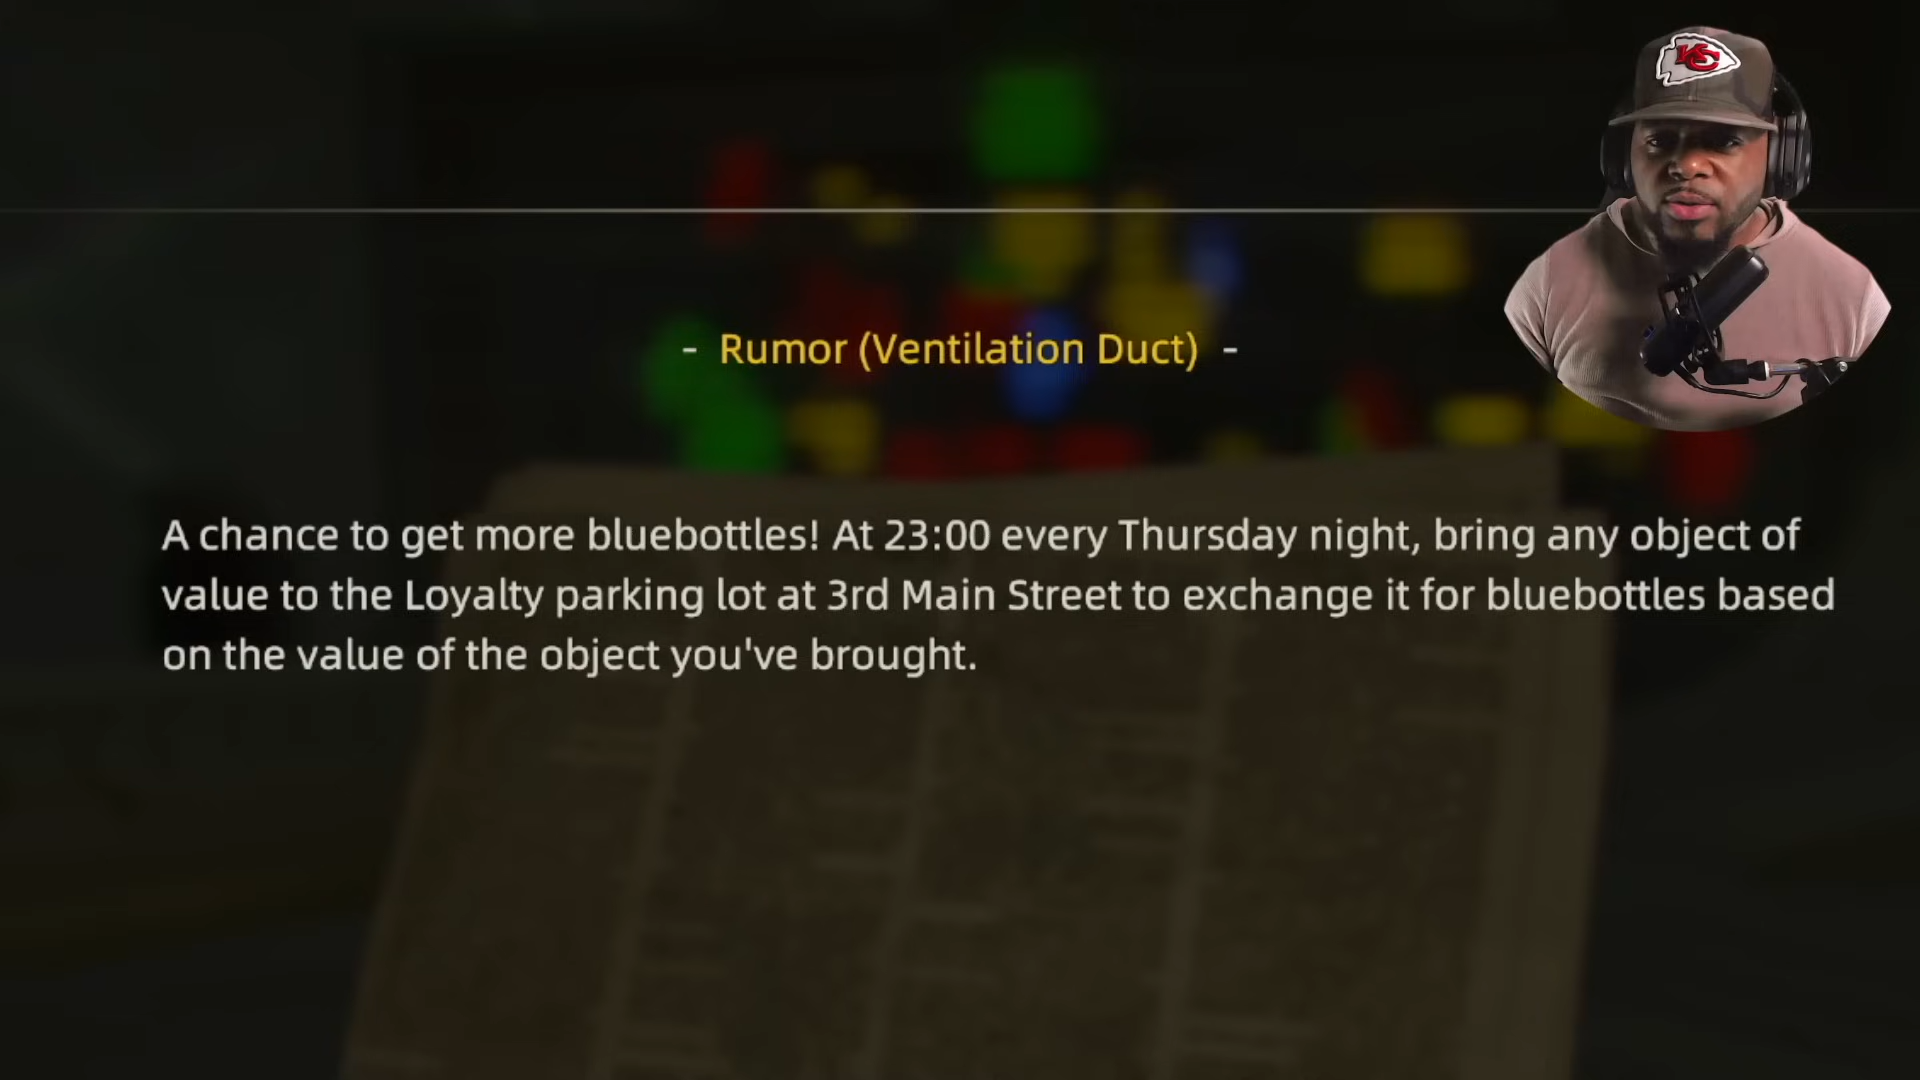 KC
- Rumor (Ventilation Duct) -
A chance to get more bluebottles! At 23:00 every Thursday night, bring any object of
value to the Loyalty parking lot at 3rd Main Street to exchange it for bluebottles based
on the value of the object you've brought.